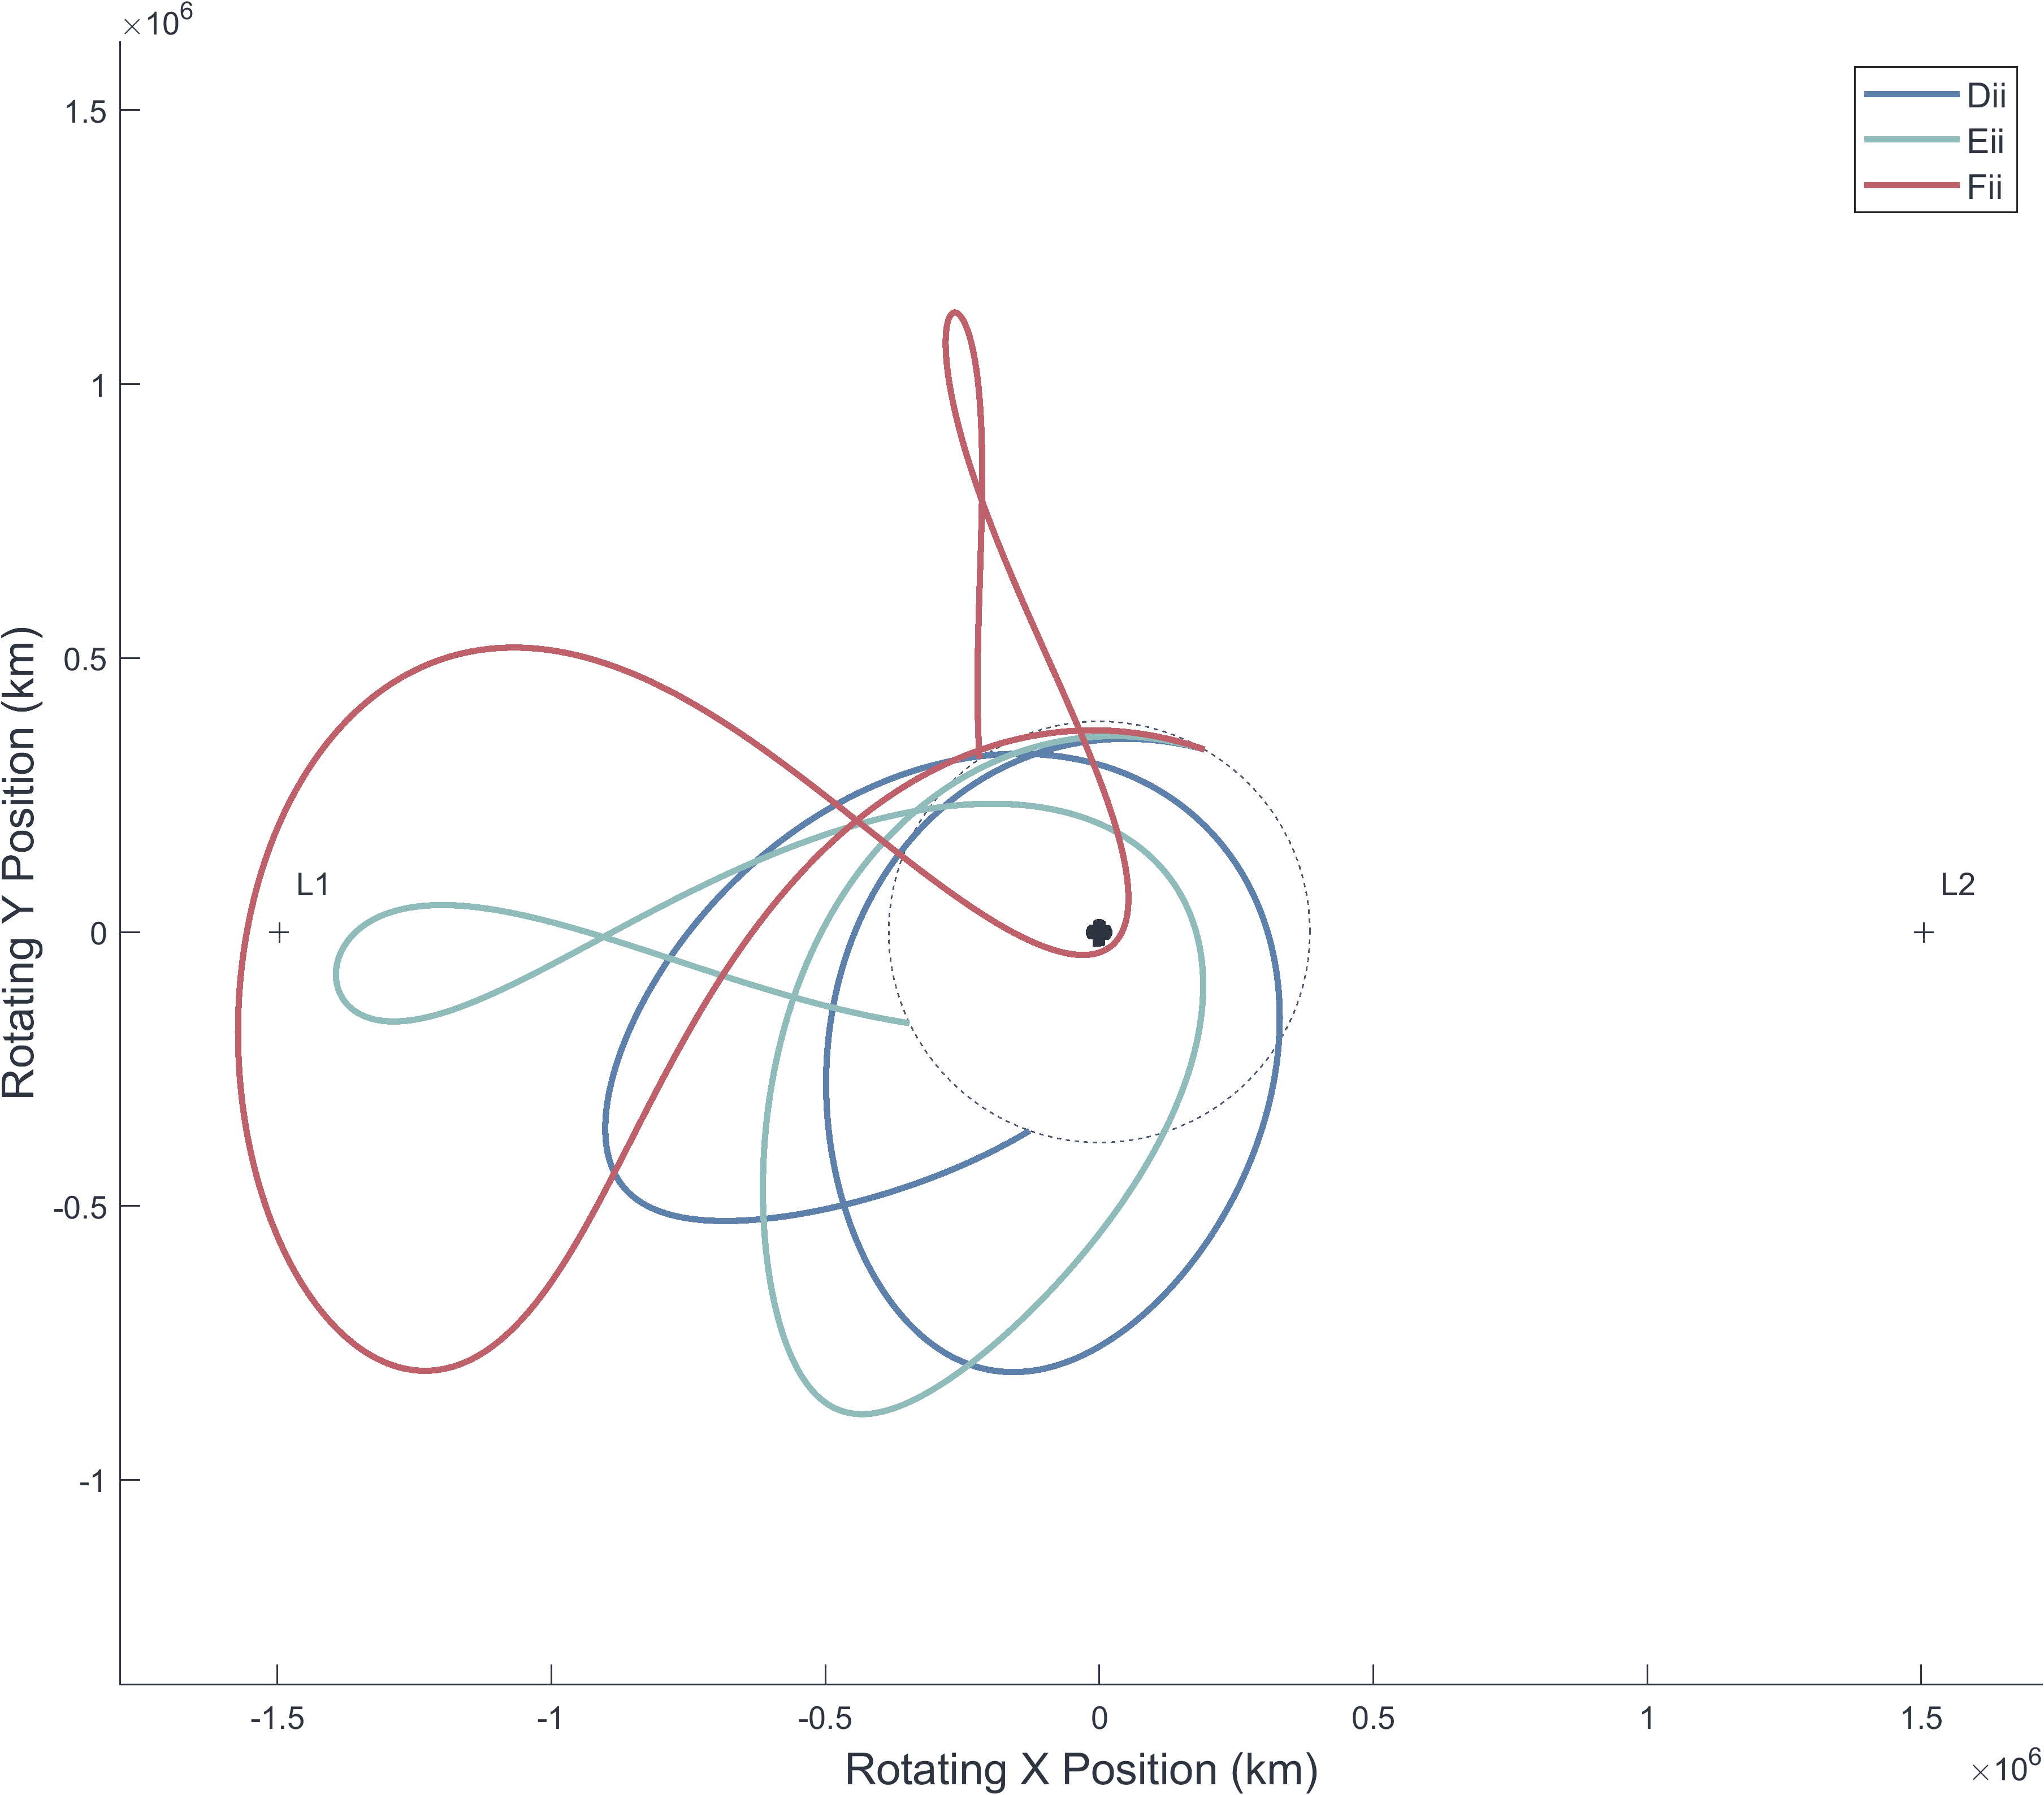 ×10⁶
1.5
1
0.5
0
-0.5
-1
Rotating Y Position (km)
Dii
Eii
Fii
L1
L2
-1.5
-1
-0.5
0
0.5
1
1.5
Rotating X Position (km)
×10⁶